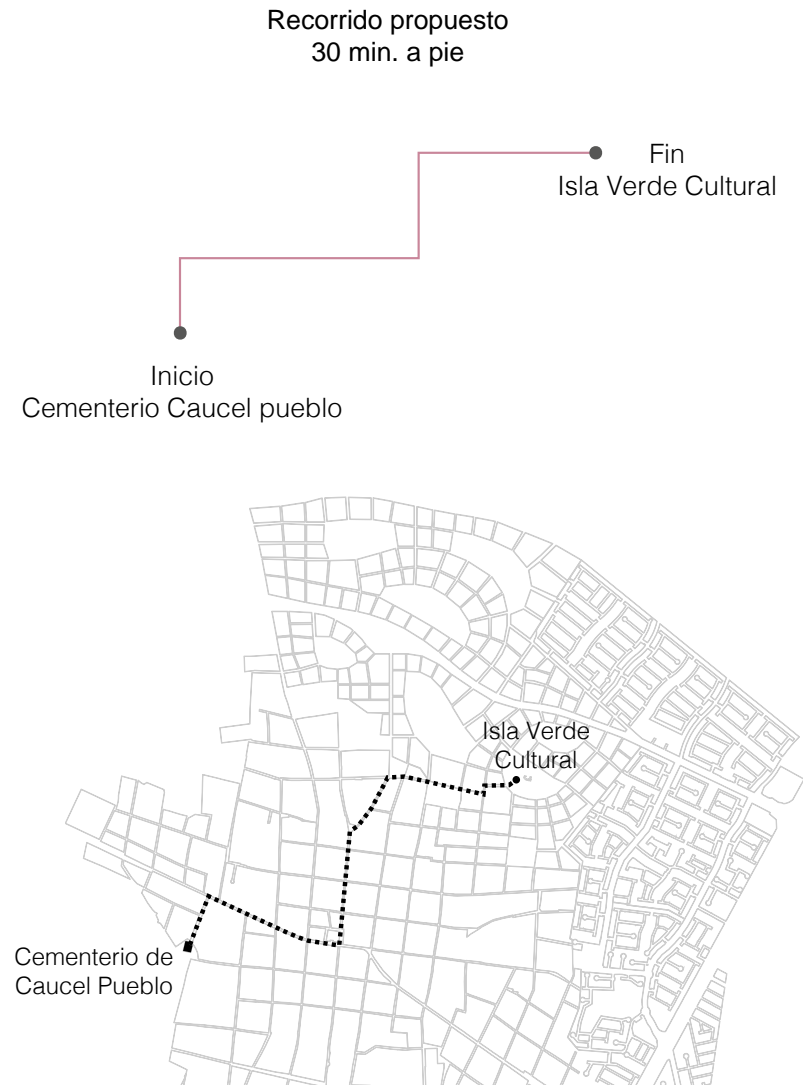 Recorrido propuesto
30 min. a pie
Fin
Isla Verde Cultural
Inicio
Cementerio Caucel pueblo
Isla Verde
Cultural
Cementerio de
Caucel Pueblo